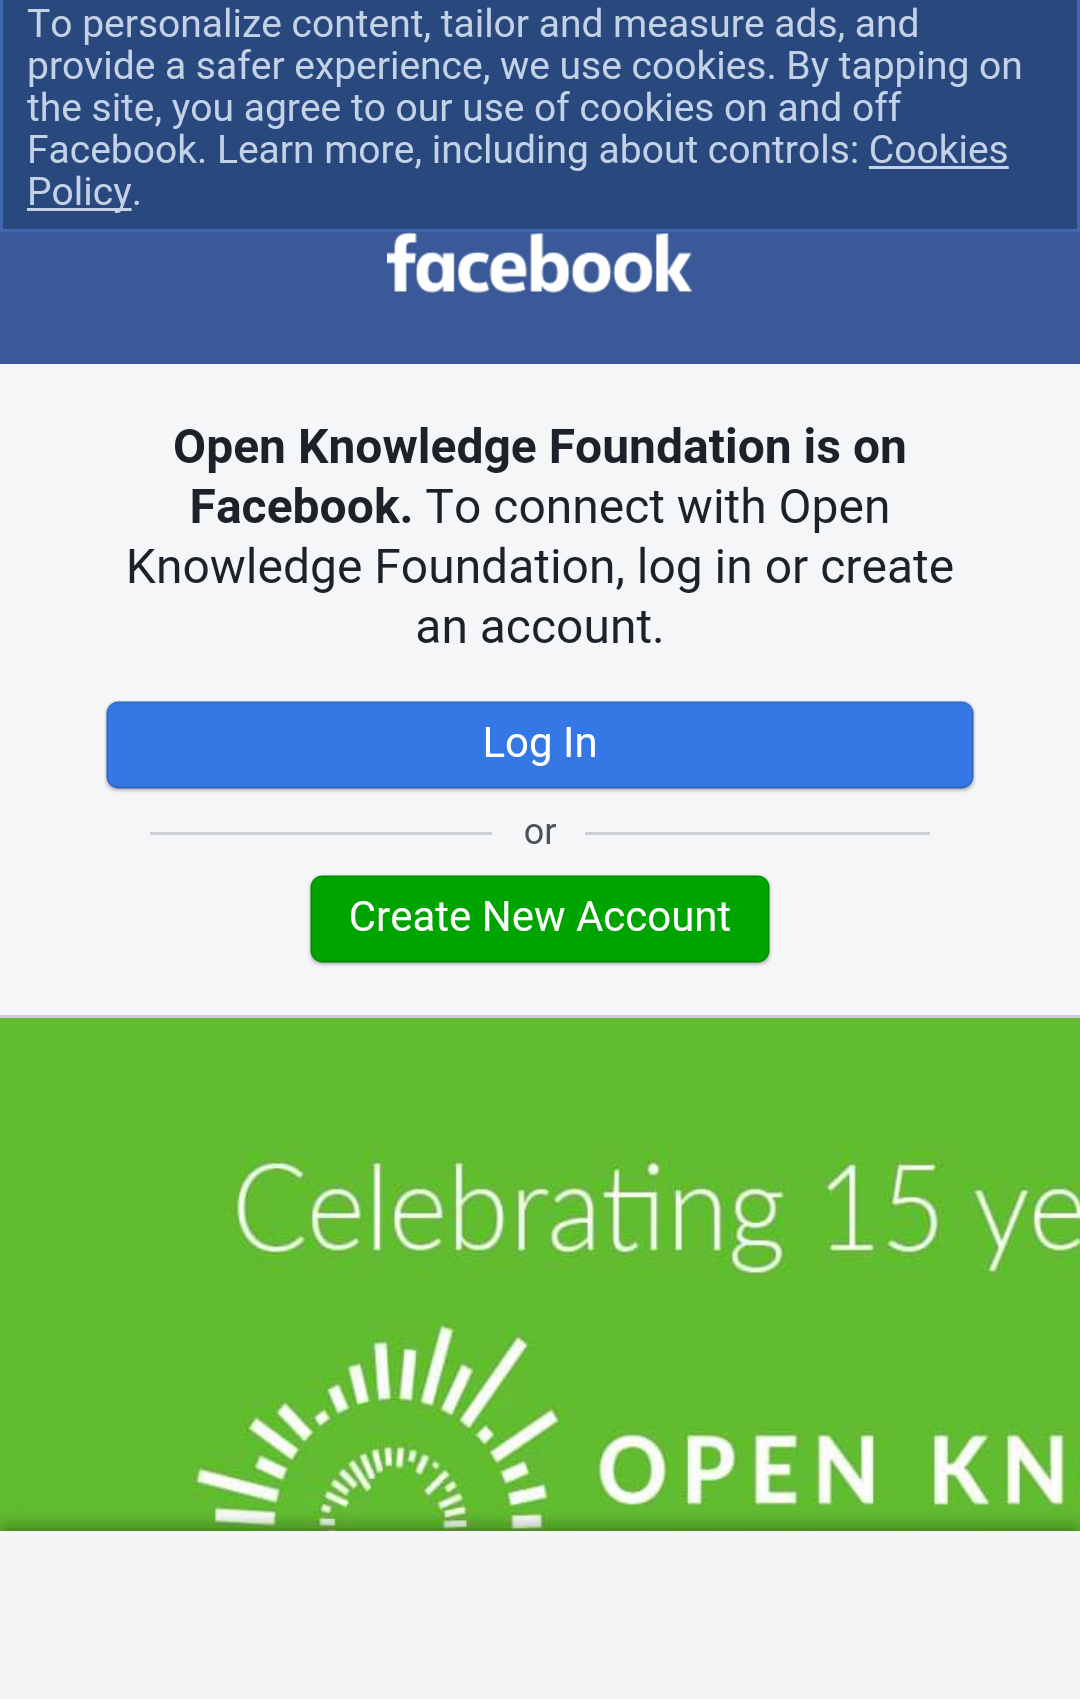 To personalize content, tailor and measure ads, and
provide a safer experience, we use cookies. By tapping on
the site, you agree to our use of cookies on and off
Facebook. Learn more, including about controls: Cookies
Policy.
facebook
Open Knowledge Foundation is on
Facebook. To connect with Open
Knowledge Foundation, log in or create
an account.
Log In
or
Create New Account
Celebrating 15 ye
OPEN KN